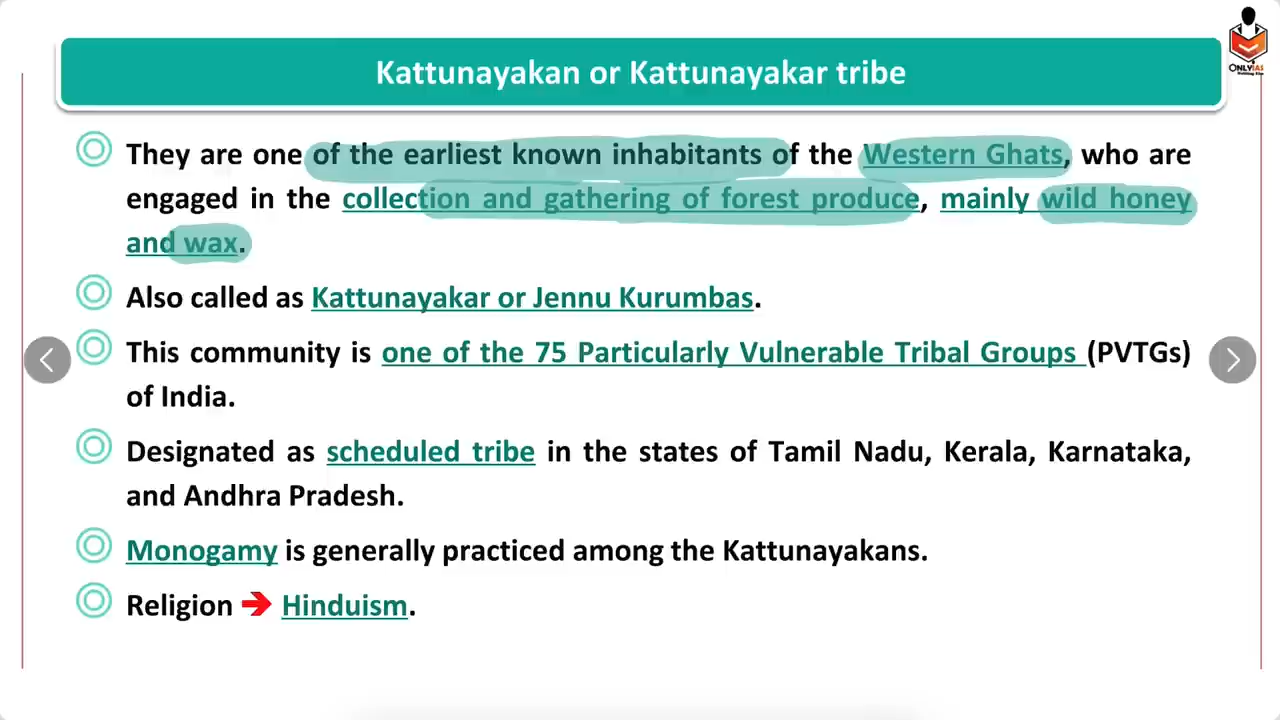 ONLYIAS
Kattunayakan or Kattunayakar tribe
They are one of the earliest known inhabitants of the Western Ghats, who are
engaged in the collection and gathering of forest produce, mainly wild honey
and wax.
Also called as Kattunayakar or Jennu Kurumbas.
This community is one of the 75 Particularly Vulnerable Tribal Groups (PVTGs)
of India.
Designated as scheduled tribe in the states of Tamil Nadu, Kerala, Karnataka,
and Andhra Pradesh.
Monogamy is generally practiced among the Kattunayakans.
Religion ➔ Hinduism.